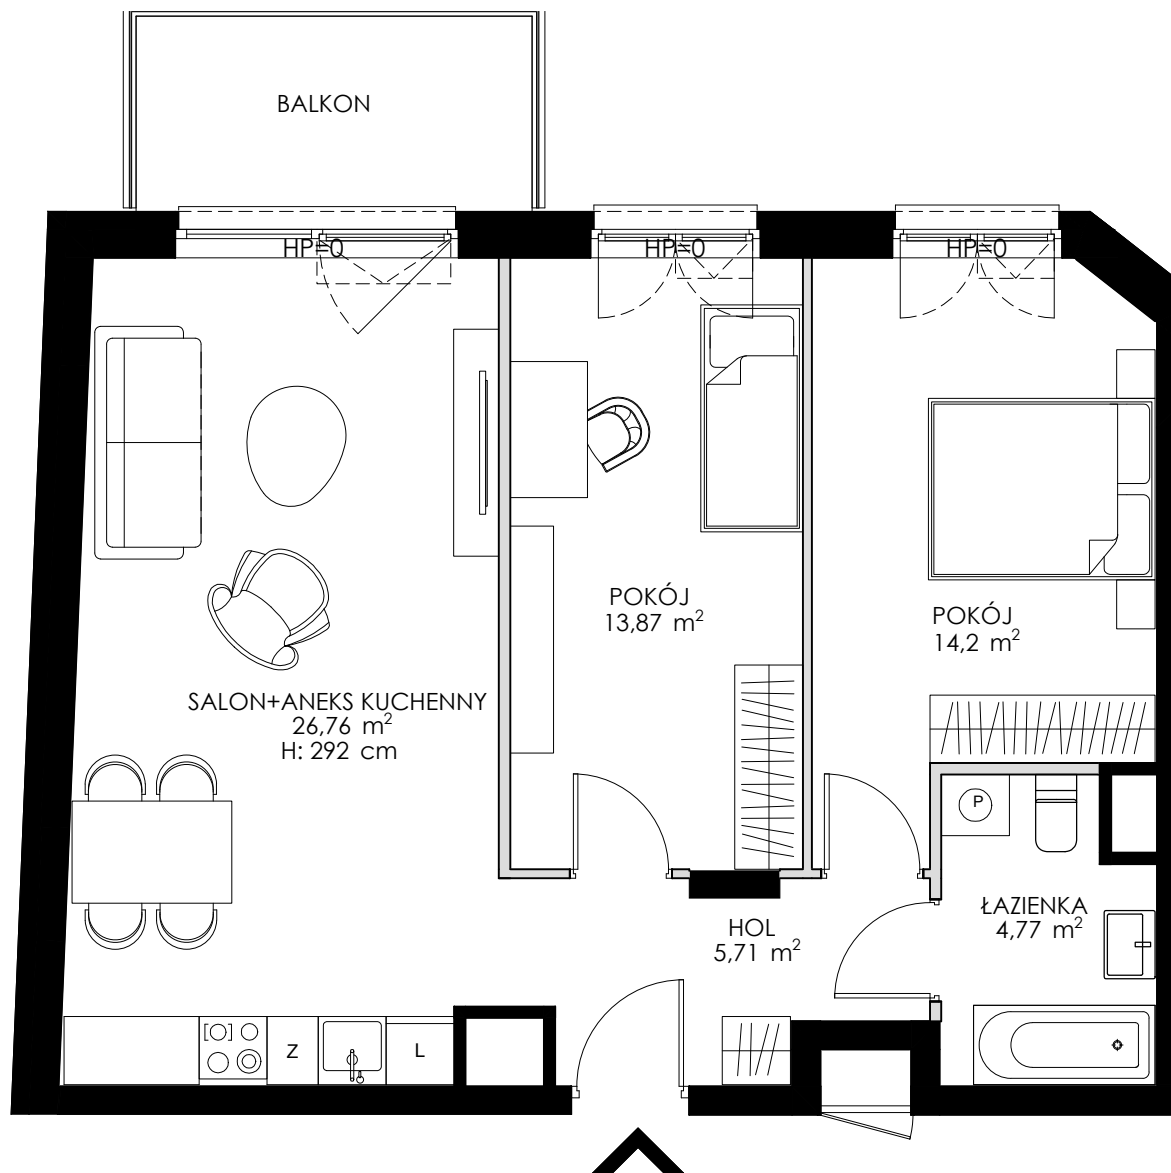 BALKON
HP=0
HP=0
HP=0
POKÓJ
13,87 m²
POKÓJ
14,2 m²
SALON+ANEKS KUCHENNY
26,76 m²
H: 292 cm
P
ŁAZIENKA
4,77 m²
HOL
5,71 m²
Z
L